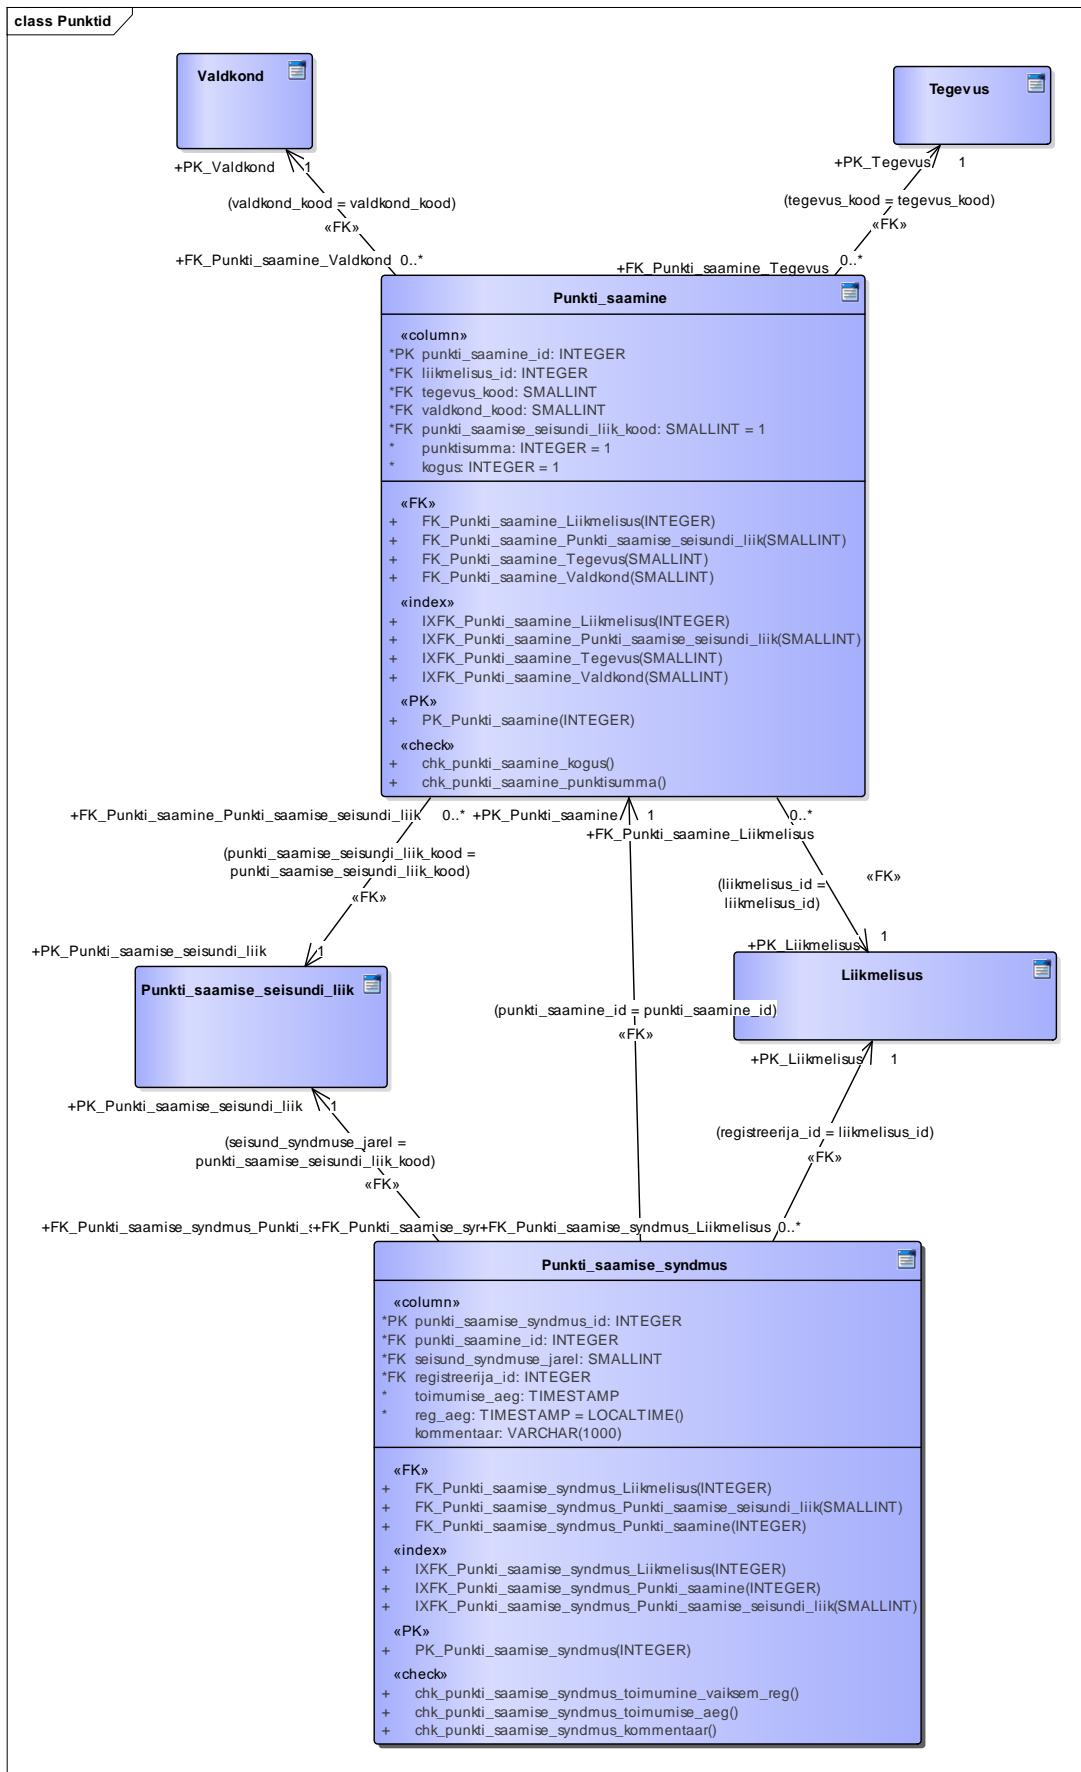 class Punktid
Valdkond
Tegevus
+PK_Valdkond 1
+PK_Tegevus 1
(valdkond_kood = valdkond_kood)
«FK»
(tegevus_kood = tegevus_kood)
«FK»
+FK_Punkti_saamine_Valdkond 0..*
+FK_Punkti_saamine_Tegevus 0..*
Punkti_saamine
«column»
*PK punkti_saamine_id: INTEGER
*FK liikmelisus_id: INTEGER
*FK tegevus_kood: SMALLINT
*FK valdkond_kood: SMALLINT
*FK punkti_saamise_seisundi_liik_kood: SMALLINT = 1
* punktisumma: INTEGER = 1
* kogus: INTEGER = 1
«FK»
+ FK_Punkti_saamine_Liikmelisus(INTEGER)
+ FK_Punkti_saamine_Punkti_saamise_seisundi_liik(SMALLINT)
+ FK_Punkti_saamine_Tegevus(SMALLINT)
+ FK_Punkti_saamine_Valdkond(SMALLINT)
«index»
+ IXFK_Punkti_saamine_Liikmelisus(INTEGER)
+ IXFK_Punkti_saamine_Punkti_saamise_seisundi_liik(SMALLINT)
+ IXFK_Punkti_saamine_Tegevus(SMALLINT)
+ IXFK_Punkti_saamine_Valdkond(SMALLINT)
«PK»
+ PK_Punkti_saamine(INTEGER)
«check»
+ chk_punkti_saamine_kogus()
+ chk_punkti_saamine_punktisumma()
+FK_Punkti_saamine_Punkti_saamise_seisundi_liik 0..*
+PK_Punkti_saamine 1
0..*
+FK_Punkti_saamine_Liikmelisus
(punkti_saamise_seisundi_liik_kood =
punkti_saamise_seisundi_liik_kood)
«FK»
(liikmelisus_id =
liikmelisus_id)
«FK»
+PK_Punkti_saamise_seisundi_liik 1
+PK_Liikmelisus 1
Punkti_saamise_seisundi_liik
Liikmelisus
(punkti_saamine_id = punkti_saamine_id)
«FK»
+PK_Liikmelisus 1
+PK_Punkti_saamise_seisundi_liik 1
(seisund_syndmuse_jarel =
punkti_saamise_seisundi_liik_kood)
«FK»
(registreerija_id = liikmelisus_id)
«FK»
+FK_Punkti_saamise_syndmus_Punkti_s
+FK_Punkti_saamise_syr
+FK_Punkti_saamise_syndmus_Liikmelisus 0..*
Punkti_saamise_syndmus
«column»
*PK punkti_saamise_syndmus_id: INTEGER
*FK punkti_saamine_id: INTEGER
*FK seisund_syndmuse_jarel: SMALLINT
*FK registreerija_id: INTEGER
* toimumise_aeg: TIMESTAMP
* reg_aeg: TIMESTAMP = LOCALTIME()
kommentaar: VARCHAR(1000)
«FK»
+ FK_Punkti_saamise_syndmus_Liikmelisus(INTEGER)
+ FK_Punkti_saamise_syndmus_Punkti_saamise_seisundi_liik(SMALLINT)
+ FK_Punkti_saamise_syndmus_Punkti_saamine(INTEGER)
«index»
+ IXFK_Punkti_saamise_syndmus_Liikmelisus(INTEGER)
+ IXFK_Punkti_saamise_syndmus_Punkti_saamine(INTEGER)
+ IXFK_Punkti_saamise_syndmus_Punkti_saamise_seisundi_liik(SMALLINT)
«PK»
+ PK_Punkti_saamise_syndmus(INTEGER)
«check»
+ chk_punkti_saamise_syndmus_toimumine_vaiksem_reg()
+ chk_punkti_saamise_syndmus_toimumise_aeg()
+ chk_punkti_saamise_syndmus_kommentaar()